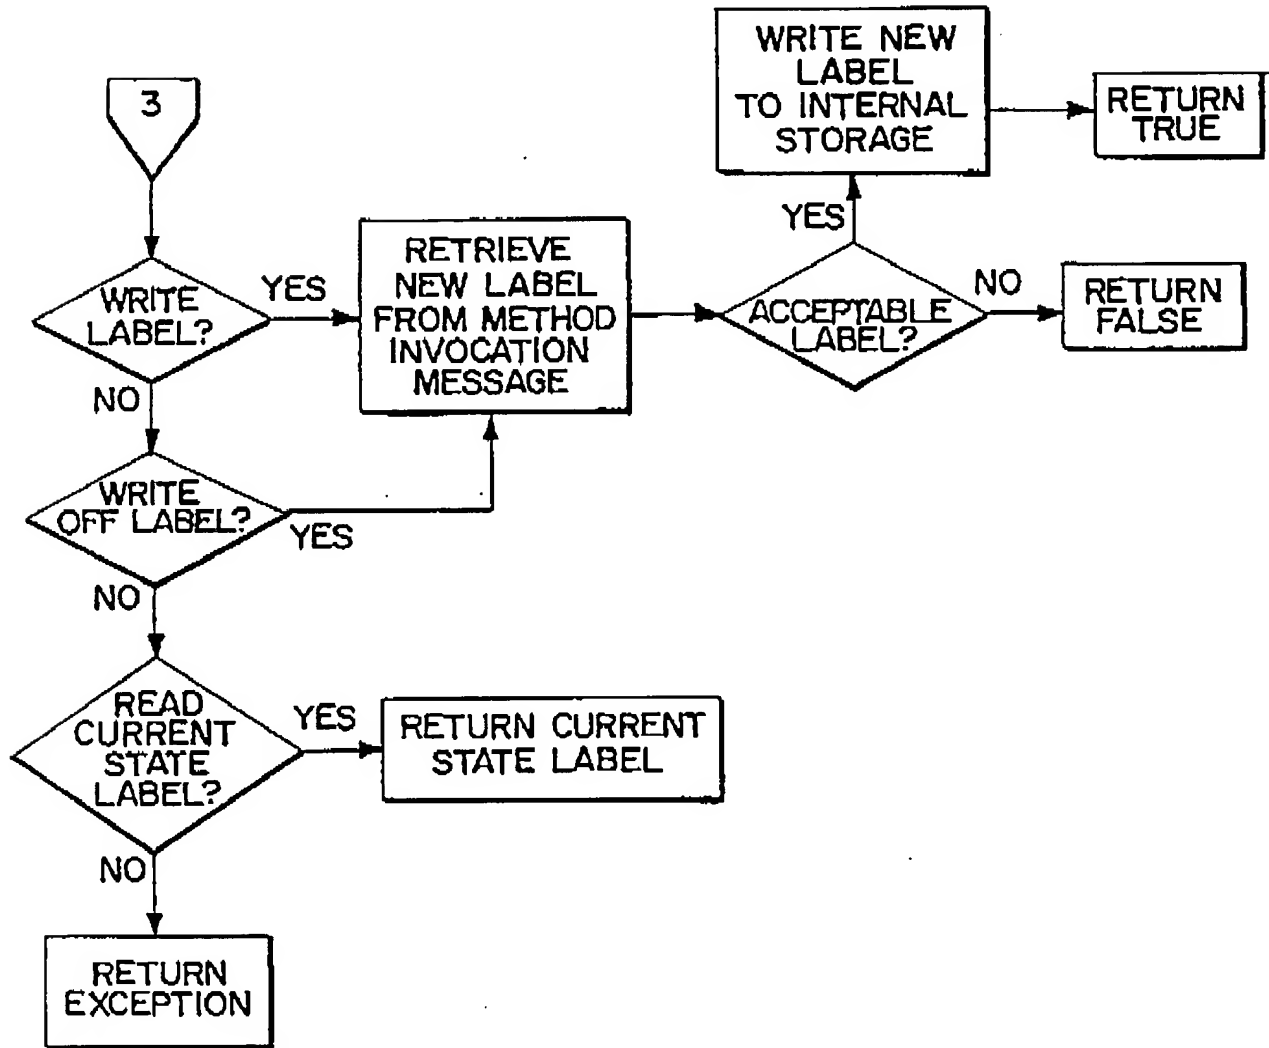 3
WRITE
LABEL?
YES
NO
RETRIEVE
NEW LABEL
FROM METHOD
INVOCATION
MESSAGE
ACCEPTABLE
LABEL?
YES
WRITE NEW
LABEL
TO INTERNAL
STORAGE
RETURN
TRUE
NO
RETURN
FALSE
WRITE
OFF LABEL?
YES
NO
READ
CURRENT
STATE
LABEL?
YES
RETURN CURRENT
STATE LABEL
NO
RETURN
EXCEPTION